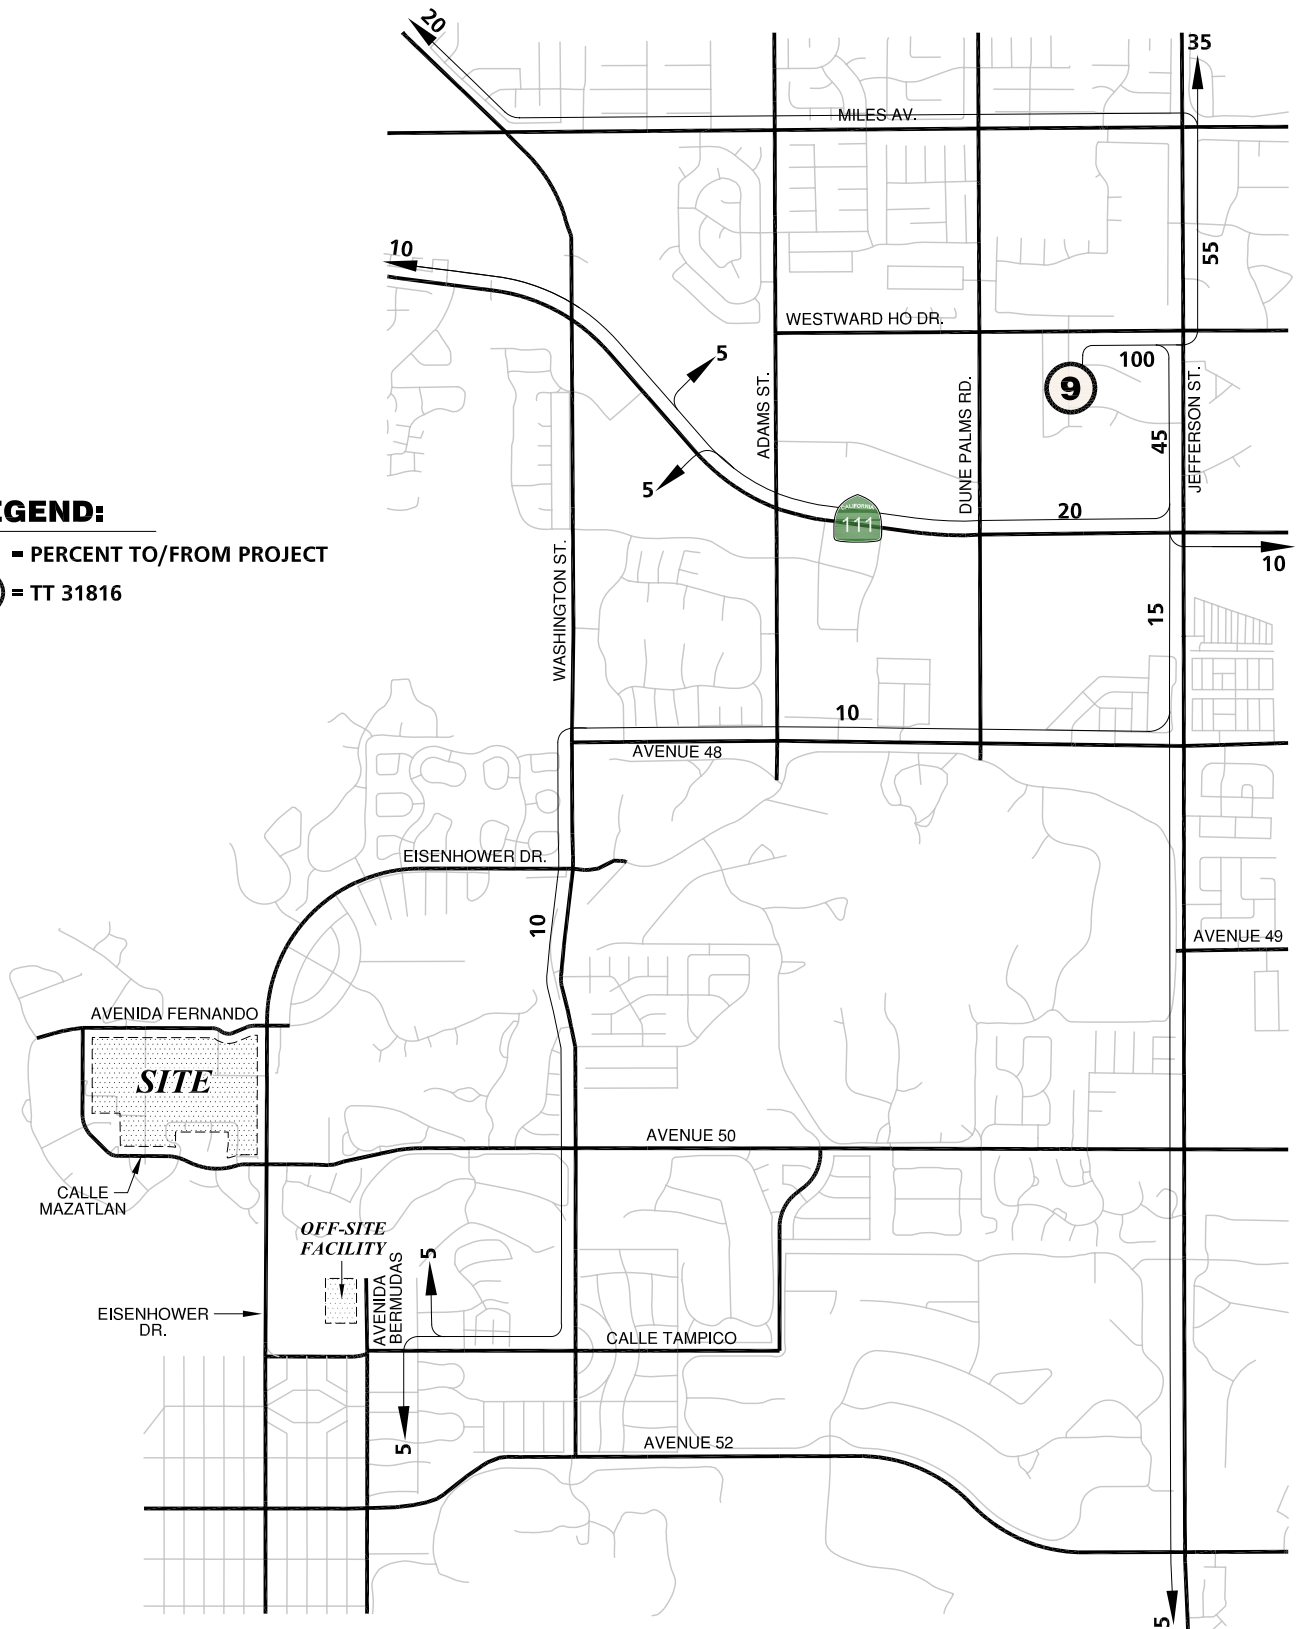 20
35
MILES AV.
10
55
WESTWARD HO DR.
5
100
9
ADAMS ST.
DUNE PALMS RD.
JEFFERSON ST.
45
5
CALIFORNIA
111
20
EGEND:
= PERCENT TO/FROM PROJECT
= TT 31816
10
WASHINGTON ST.
15
10
AVENUE 48
EISENHOWER DR.
10
AVENUE 49
AVENIDA FERNANDO
SITE
AVENUE 50
CALLE
MAZATLAN
OFF-SITE
FACILITY
AVENIDA
BERMUDAS
5
EISENHOWER
DR.
CALLE TAMPICO
5
AVENUE 52
5